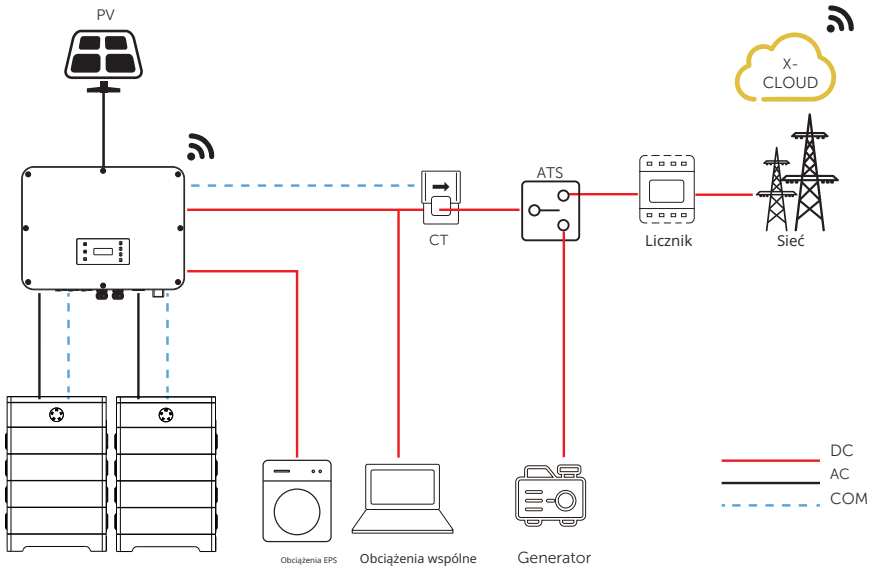 PV
X-
CLOUD
ATS
CT
Licznik
Sieć
DC
AC
COM
Obciążenia EPS
Obciążenia wspólne
Generator